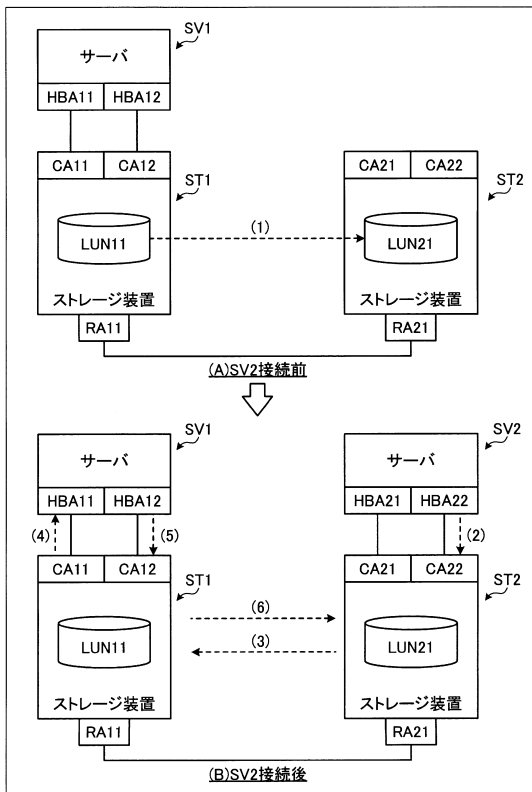 SV1
サーバ
HBA11 HBA12
CA11 CA12
ST1
CA21 CA22
ST2
LUN11
(1)
LUN21
ストレージ装置
ストレージ装置
RA11
RA21
(A)SV2接続前
SV1
SV2
サーバ
サーバ
HBA11 HBA12
HBA21 HBA22
(4)
(5)
(2)
CA11 CA12
ST1
CA21 CA22
ST2
(6)
LUN11
(3)
LUN21
ストレージ装置
ストレージ装置
RA11
RA21
(B)SV2接続後